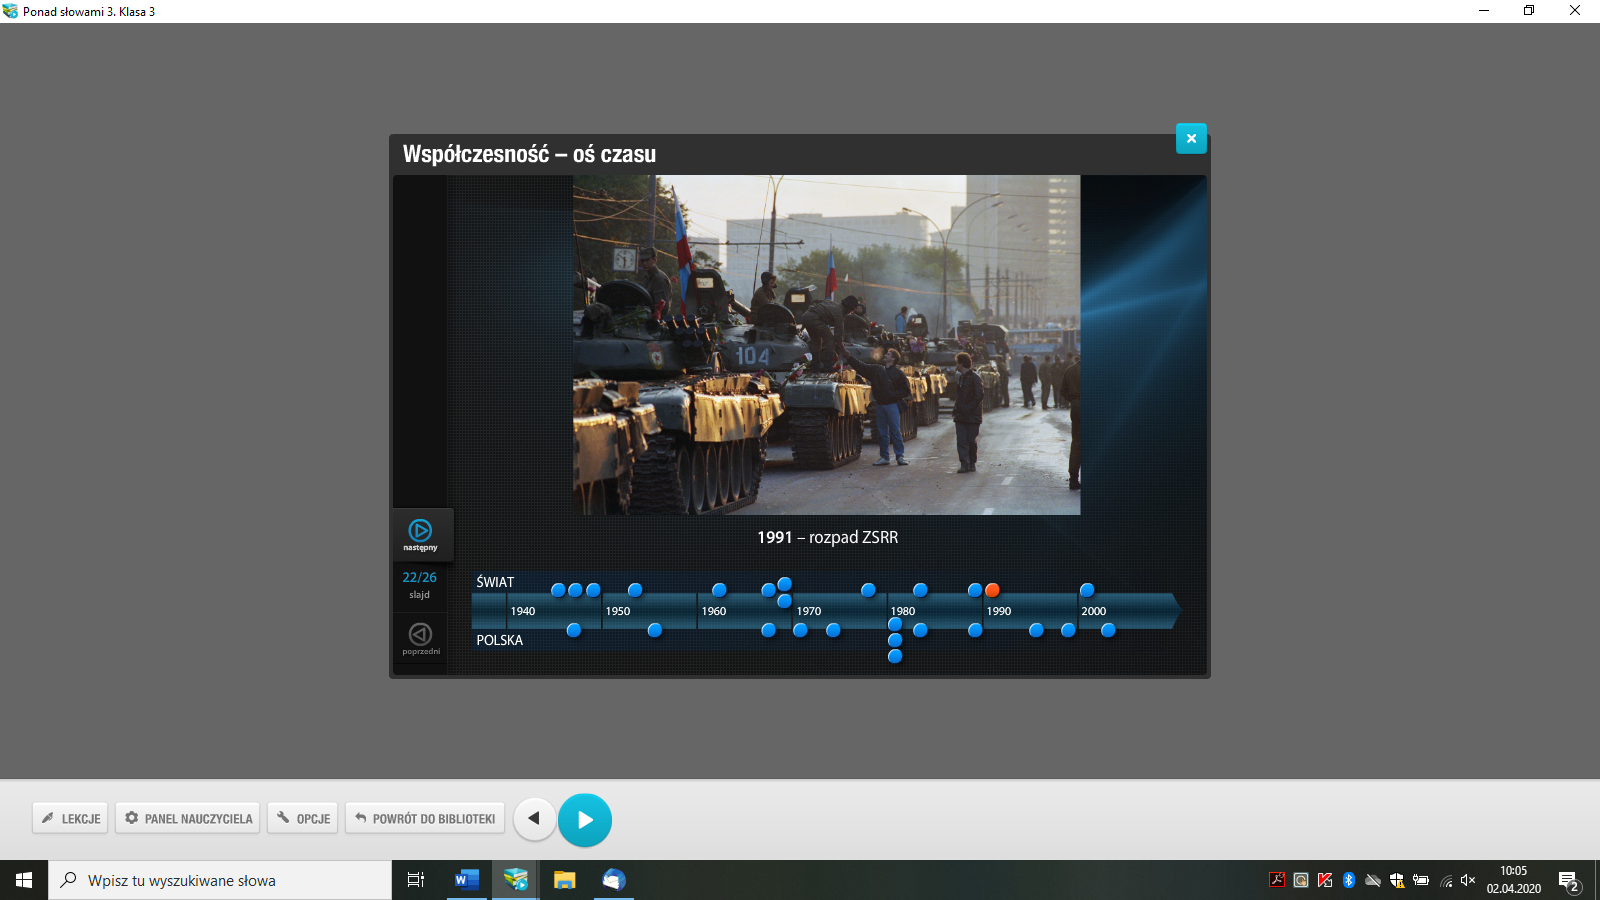 Ponad słowami 3. Klasa 3
Współczesność – oś czasu
104
1991 – rozpad ZSRR
następny
22/26
slajd
poprzedni
ŚWIAT
1940 1950 1960 1970 1980 1990 2000
POLSKA
LEKCJE PANEL NAUCZYCIELA OPCJE POWRÓT DO BIBLIOTEKI
Wpisz tu wyszukiwane słowa
10:05
02.04.2020
2